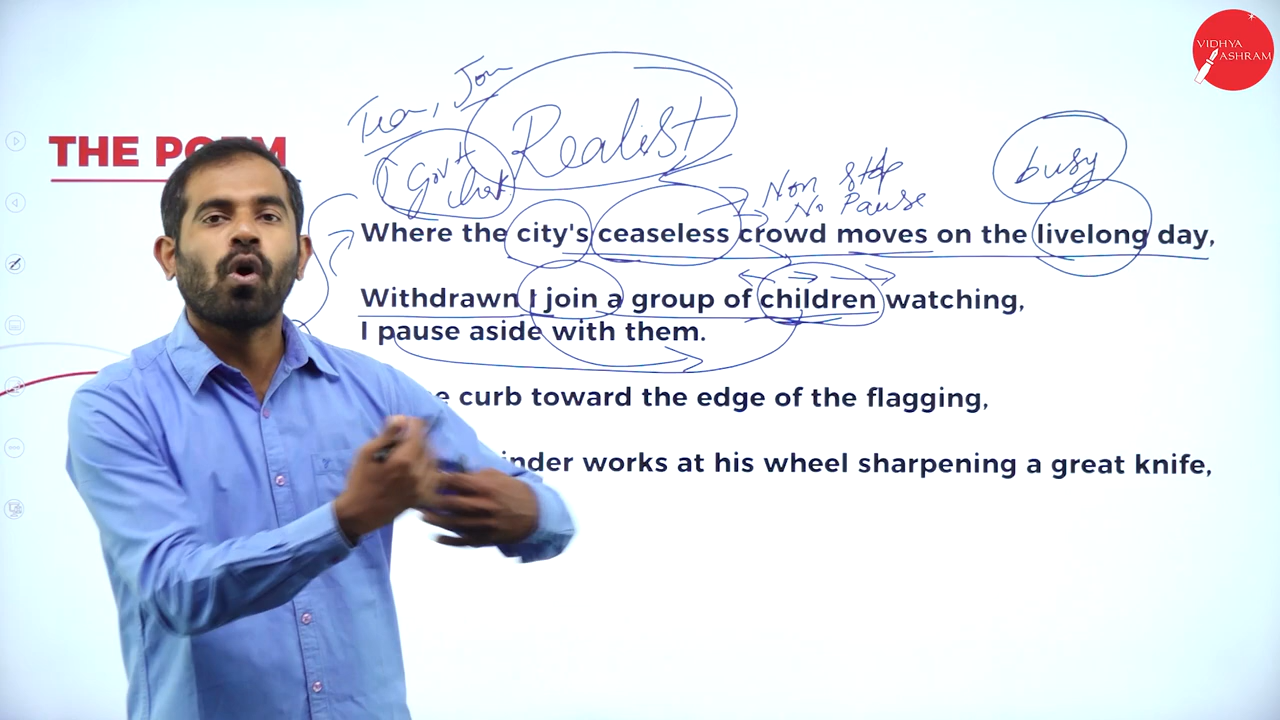 VIDHYA
ASHRAM
THE POEM
Realist
Govt
Non Stop
No Pause
busy
Where the city's ceaseless crowd moves on the livelong day,
Withdrawn I join a group of children watching,
I pause aside with them.
curb toward the edge of the flagging,
works at his wheel sharpening a great knife,